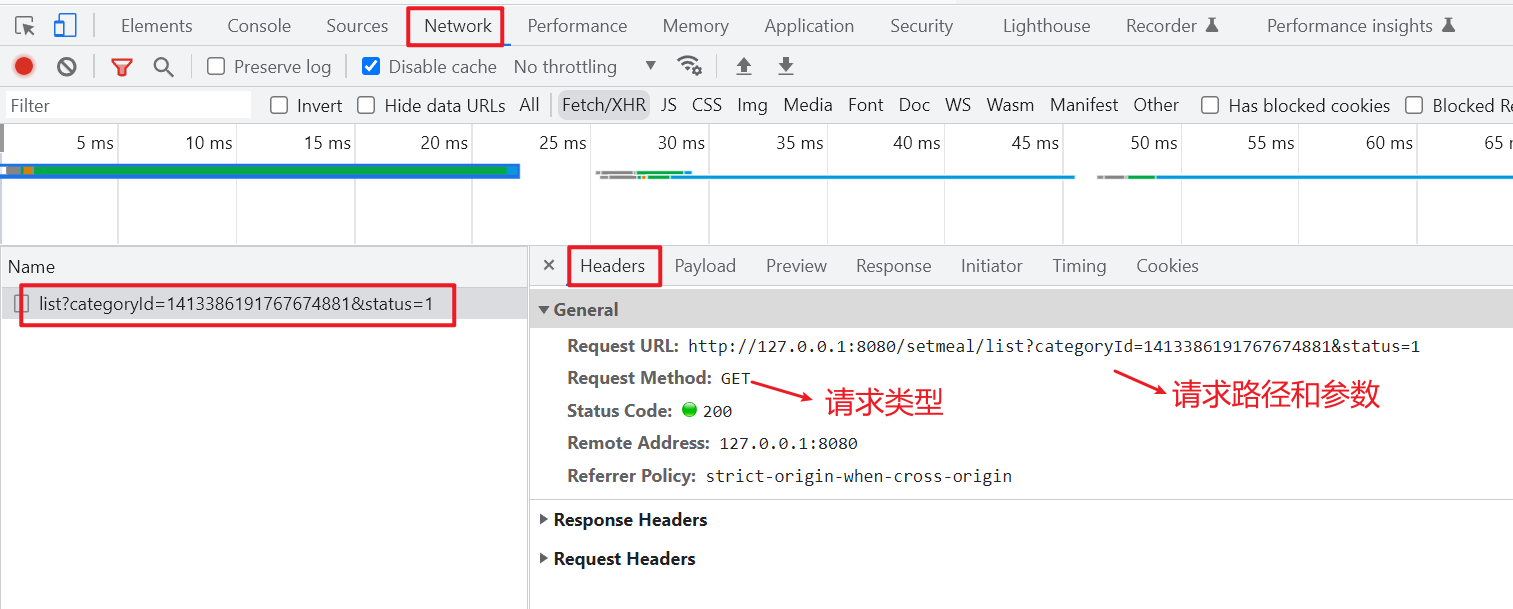 Elements Console Sources Network Performance Memory Application Security Lighthouse Recorder Performance insights
Preserve log Disable cache No throttling
Filter Invert Hide data URLs All Fetch/XHR JS CSS Img Media Font Doc WS Wasm Manifest Other Has blocked cookies Blocked Re
5 ms 10 ms 15 ms 20 ms 25 ms 30 ms 35 ms 40 ms 45 ms 50 ms 55 ms 60 ms 65 m
Name
list?categoryId=1413386191767674881&status=1
Headers Payload Preview Response Initiator Timing Cookies
General
Request URL: http://127.0.0.1:8080/setmeal/list?categoryId=1413386191767674881&status=1
Request Method: GET
请求类型
请求路径和参数
Status Code: 200
Remote Address: 127.0.0.1:8080
Referrer Policy: strict-origin-when-cross-origin
Response Headers
Request Headers